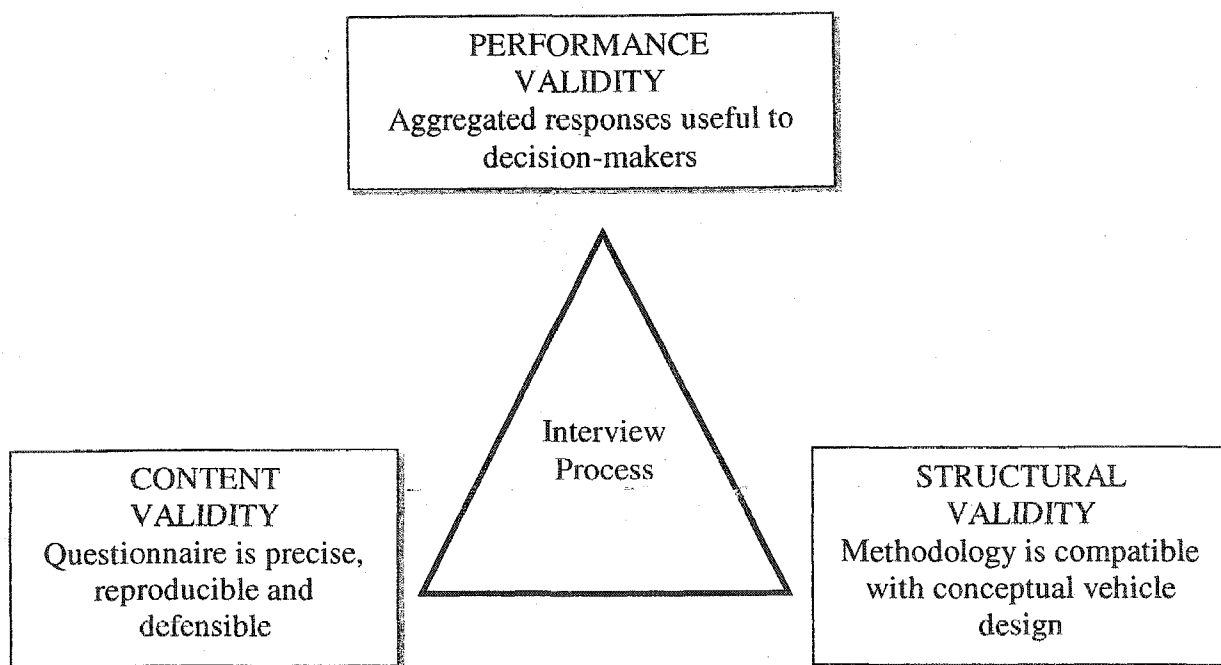 PERFORMANCE
VALIDITY
Aggregated responses useful to
decision-makers
Interview
Process
CONTENT
VALIDITY
Questionnaire is precise,
reproducible and
defensible
STRUCTURAL
VALIDITY
Methodology is compatible
with conceptual vehicle
design